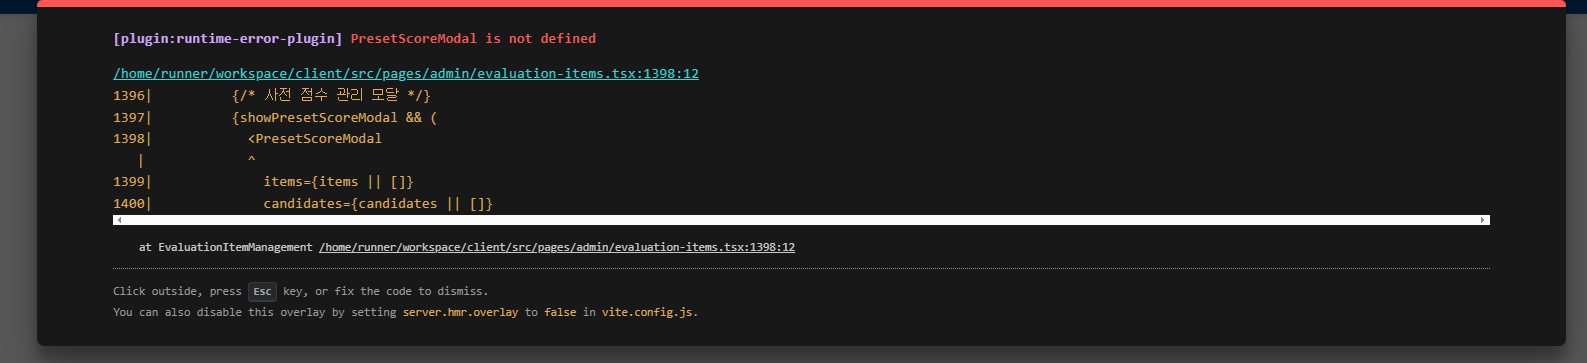 [plugin:runtime-error-plugin] PresetScoreModal is not defined
/home/runner/workspace/client/src/pages/admin/evaluation-items.tsx:1398:12
1396|          {/* 사전 점수 관리 모달 */}
1397|          {showPresetScoreModal && (
1398|            <PresetScoreModal
    |            ^
1399|              items={items || []}
1400|              candidates={candidates || []}
at EvaluationItemManagement /home/runner/workspace/client/src/pages/admin/evaluation-items.tsx:1398:12
Click outside, press Esc key, or fix the code to dismiss.
You can also disable this overlay by setting server.hmr.overlay to false in vite.config.js.